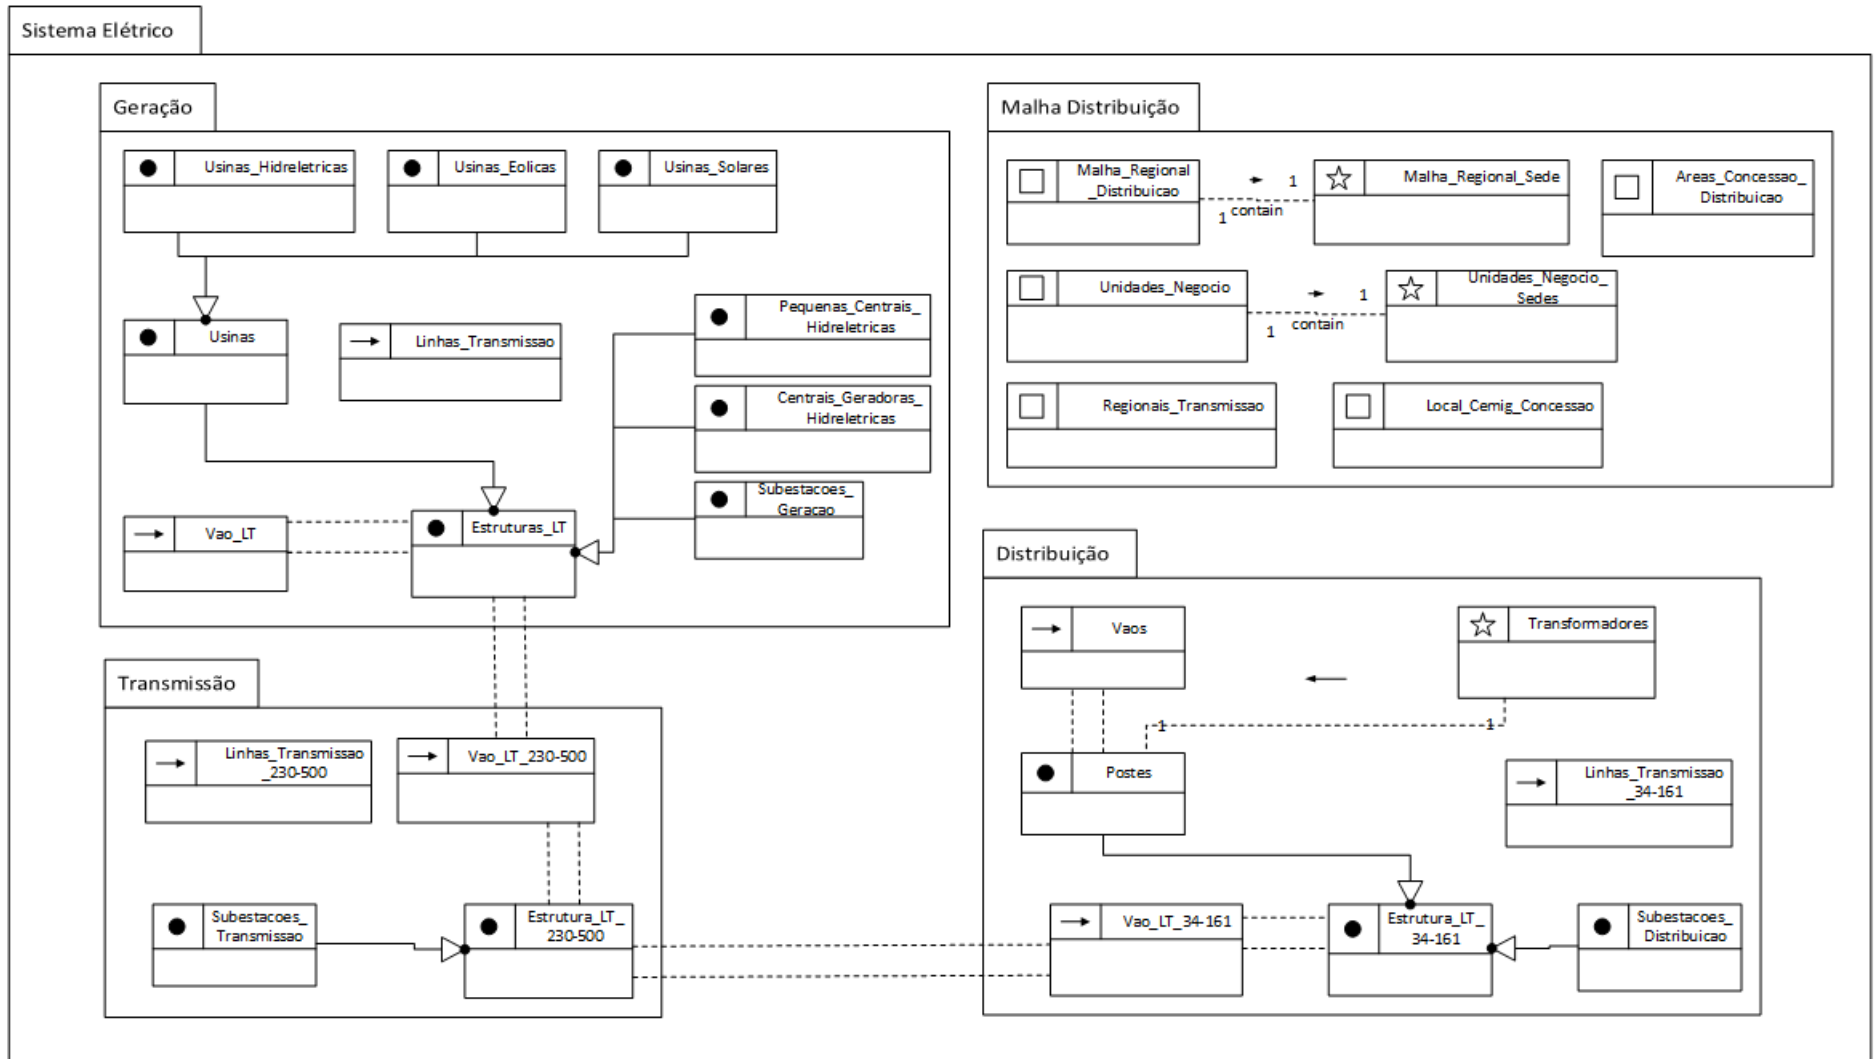 Sistema Elétrico
Geração
Usinas_Hidreletricas
Usinas_Eolicas
Usinas_Solares
Usinas
Linhas_Transmissao
Pequenas_Centrais_
Hidreletricas
Centrais_Geradoras_
Hidreletricas
Subestacoes_
Geracao
Vao_LT
Estruturas_LT
Malha Distribuição
Malha_Regional
_Distribuicao
1
contain
1
Malha_Regional_Sede
Areas_Concessao_
Distribuicao
Unidades_Negocio
1
contain
1
Unidades_Negocio_
Sedes
Regionais_Transmissao
Local_Cemig_Concessao
Transmissão
Linhas_Transmissao
_230-500
Vao_LT_230-500
Subestacoes_
Transmissao
Estrutura_LT_
230-500
Distribuição
Vaos
Transformadores
1
1
Postes
Linhas_Transmissao
_34-161
Vao_LT_34-161
Estrutura_LT_
34-161
Subestacoes_
Distribuicao